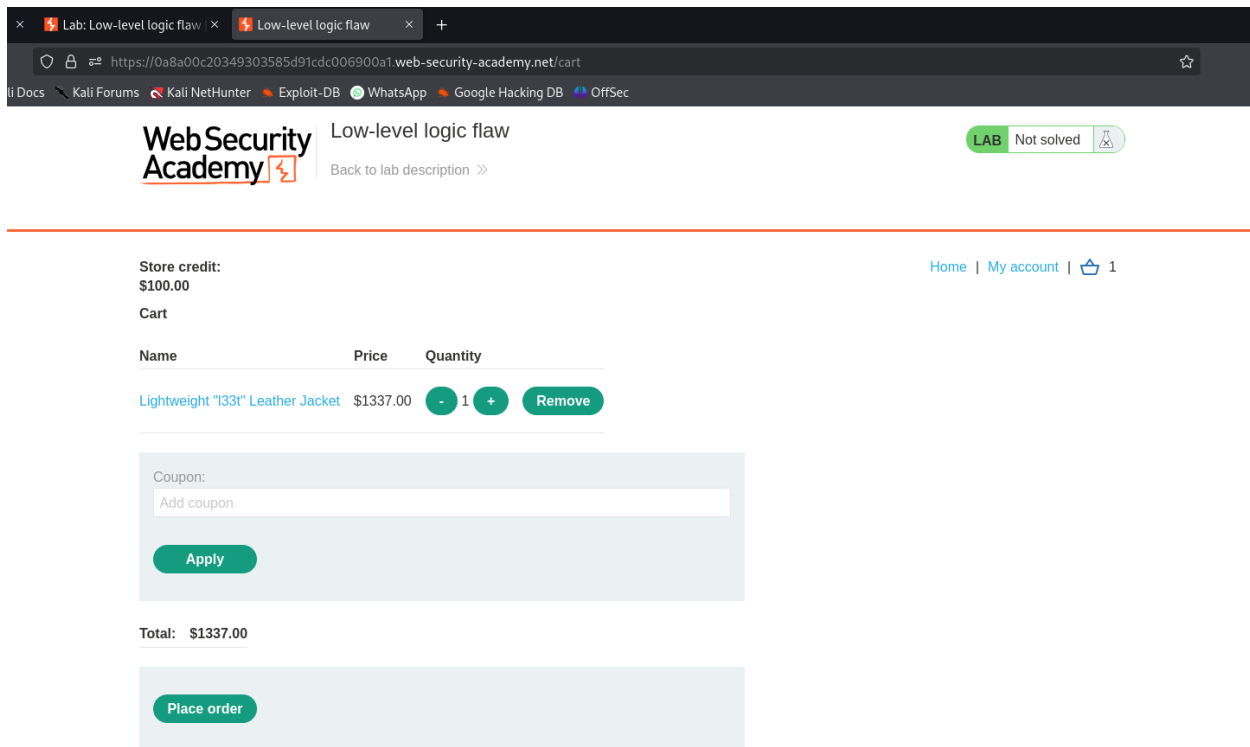 Lab: Low-level logic flaw
Low-level logic flaw
https://0a8a00c20349303585d91cdc006900a1.web-security-academy.net/cart
li Docs Kali Forums Kali NetHunter Exploit-DB WhatsApp Google Hacking DB OffSec
Web Security
Academy
Low-level logic flaw
Back to lab description
LAB Not solved
Store credit:
$100.00
Home | My account | 1
Cart
Name Price Quantity
Lightweight "l33t" Leather Jacket $1337.00 - 1 + Remove
Coupon:
Add coupon
Apply
Total: $1337.00
Place order